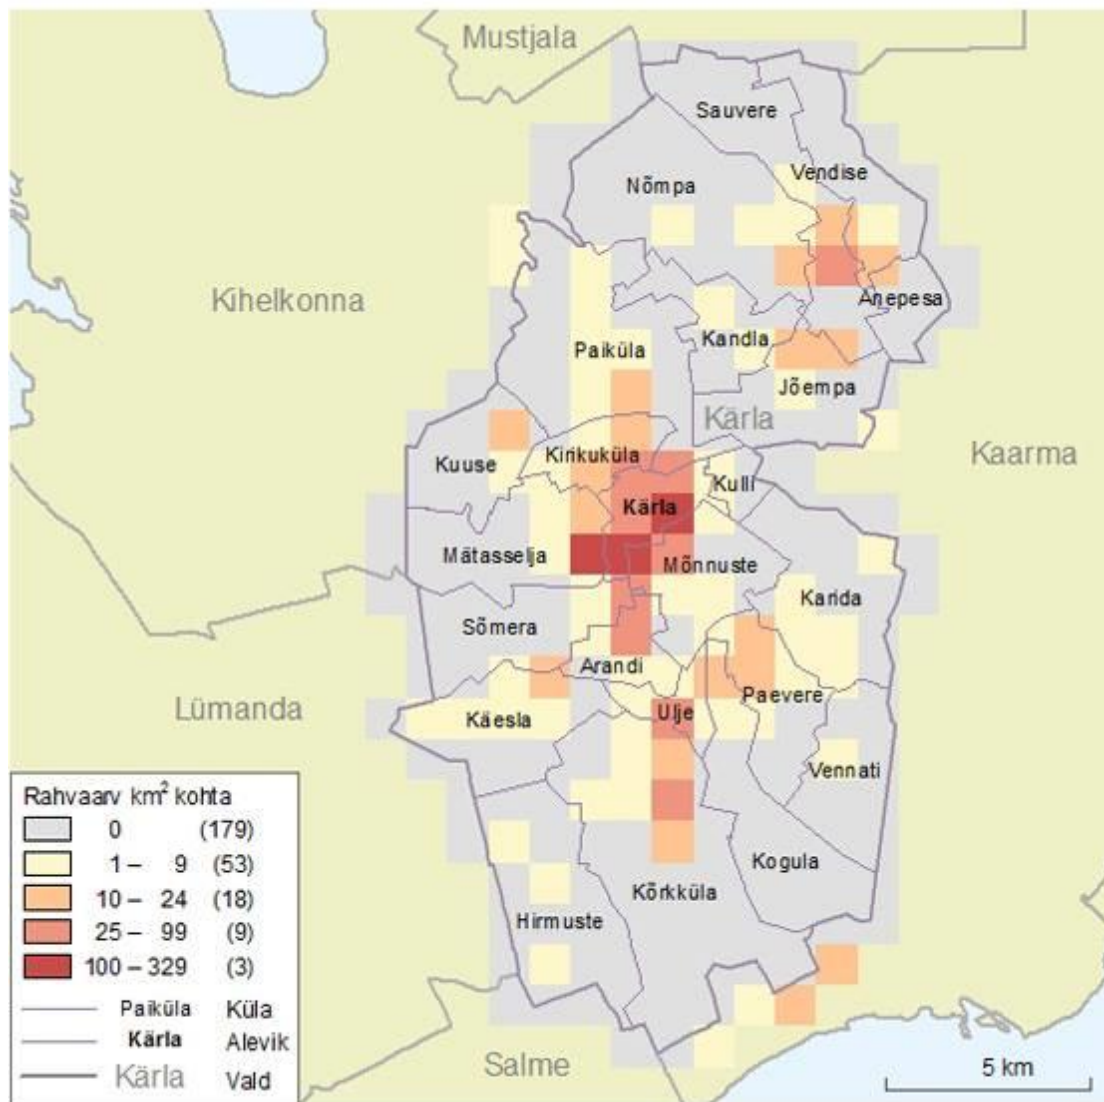 Mustjala
Sauvere
Vendise
Nõmpa
Kihelkonna
Anepesa
Kandla
Paiküla
Jõempa
Kärla
Kaarma
Kirikuküla
Kuuse
Kulli
Kärla
Mätasselja
Mõnnuste
Karida
Sõmera
Arandi
Paevere
Lümanda
Käesla
Ulje
Vennati
Rahvaarv km² kohta
0 (179)
1 – 9 (53)
10 – 24 (18)
25 – 99 (9)
100 – 329 (3)
Paiküla Küla
Kärla Alevik
Kärla Vald
Kogula
Kõrkküla
Hirmuste
Salme
5 km